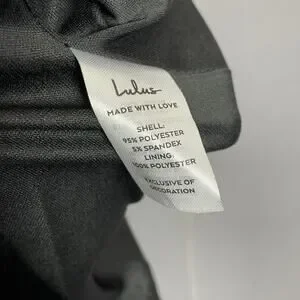 Lulus
MADE WITH LOVE
SHELL:
95% POLYESTER
5% SPANDEX
LINING:
100% POLYESTER
EXCLUSIVE OF
DECORATION